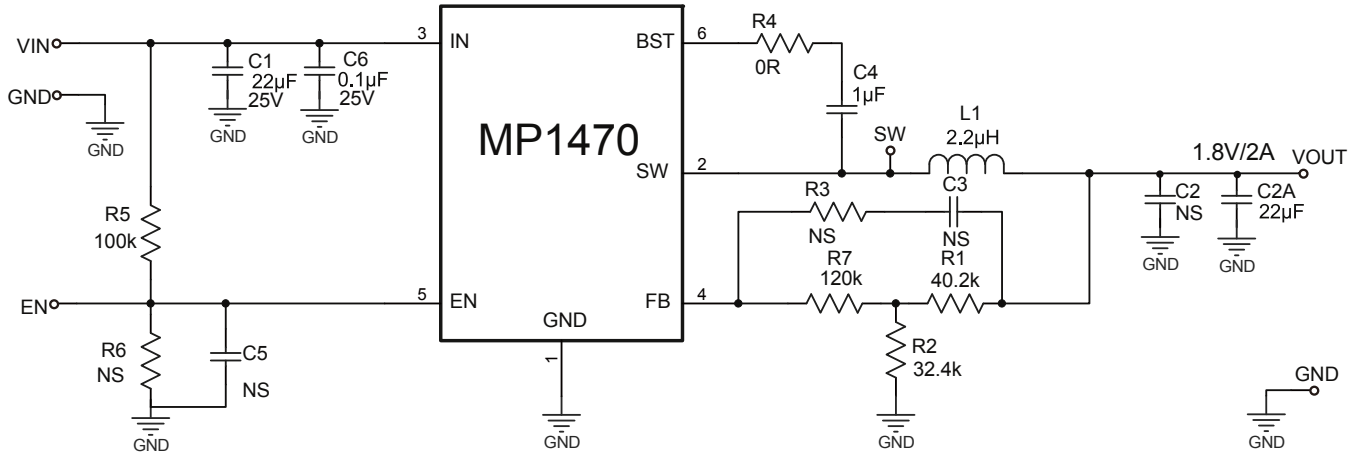 VIN
GND
GND
C1
22µF
25V
GND
C6
0.1µF
25V
GND
R5
100k
EN
R6
NS
C5
NS
GND
3
IN
5
EN
MP1470
GND
1
GND
BST
6
SW
2
FB
4
R4
0R
C4
1µF
SW
L1
2.2µH
R3
NS
C3
NS
R7
120k
R1
40.2k
R2
32.4k
GND
1.8V/2A
VOUT
C2
NS
GND
C2A
22µF
GND
GND
GND